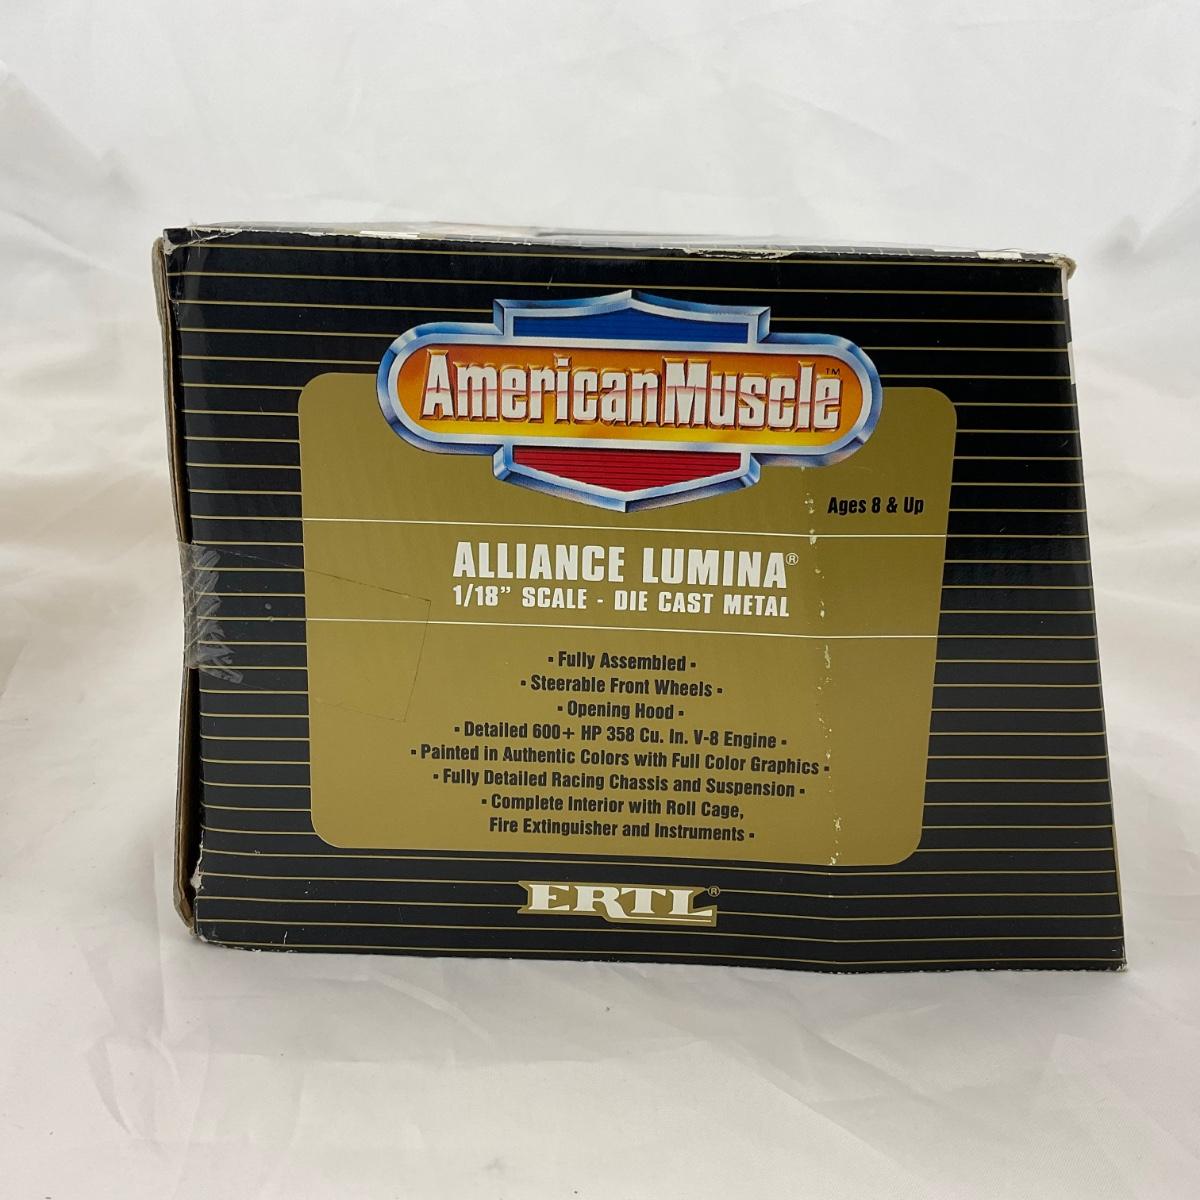 AmericanMuscle™
Ages 8 & Up
ALLIANCE LUMINA®
1/18” SCALE - DIE CAST METAL
▪ Fully Assembled ▪
▪ Steerable Front Wheels ▪
▪ Opening Hood ▪
▪ Detailed 600+ HP 358 Cu. In. V-8 Engine ▪
▪ Painted in Authentic Colors with Full Color Graphics ▪
▪ Fully Detailed Racing Chassis and Suspension ▪
▪ Complete Interior with Roll Cage,
Fire Extinguisher and Instruments ▪
ERTL®